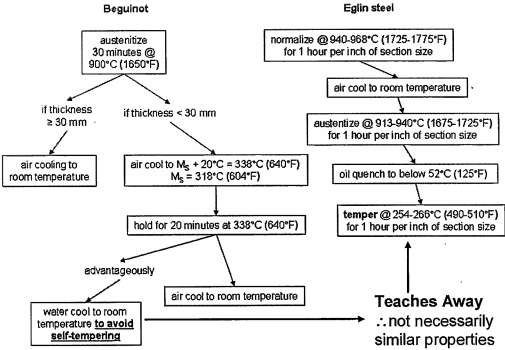 Beguinot
austenitize
30 minutes @
900°C (1650°F)
if thickness
≥ 30 mm
if thickness < 30 mm
air cooling to
room temperature
air cool to Ms + 20°C = 338°C (640°F)
Ms = 318°C (604°F)
hold for 20 minutes at 338°C (640°F)
advantageously
air cool to room temperature
water cool to room
temperature to avoid
self-tempering
Eglin steel
normalize @ 940-968°C (1725-1775°F)
for 1 hour per inch of section size
air cool to room temperature
austentize @ 913-940°C (1675-1725°F)
for 1 hour per inch of section size
oil quench to below 52°C (125°F)
temper @ 254-266°C (490-510°F)
for 1 hour per inch of section size
Teaches Away
∴not necessarily
similar properties